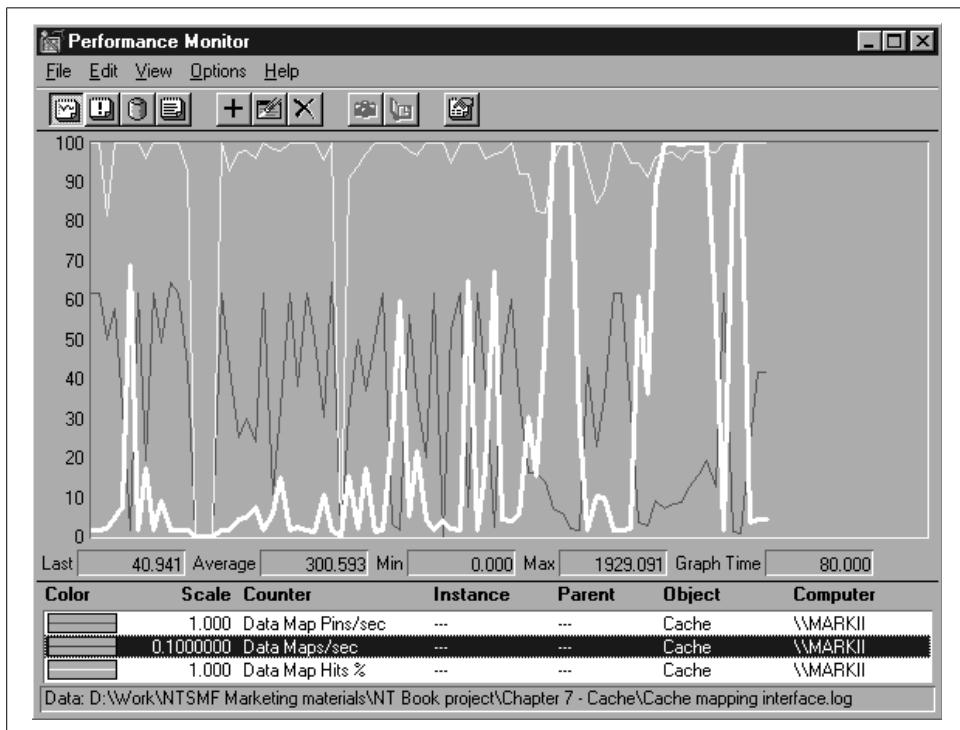 Performance Monitor
File Edit View Options Help
100
90
80
70
60
50
40
30
20
10
0
Last 40.941 Average 300.593 Min 0.000 Max 1929.091 Graph Time 80.000
Color Scale Counter Instance Parent Object Computer
1.000 Data Map Pins/sec --- --- Cache \\MARKII
0.1000000 Data Maps/sec --- --- Cache \\MARKII
1.000 Data Map Hits % --- --- Cache \\MARKII
Data: D:\Work\NTSMF Marketing materials\NT Book project\Chapter 7 - Cache\Cache mapping interface.log